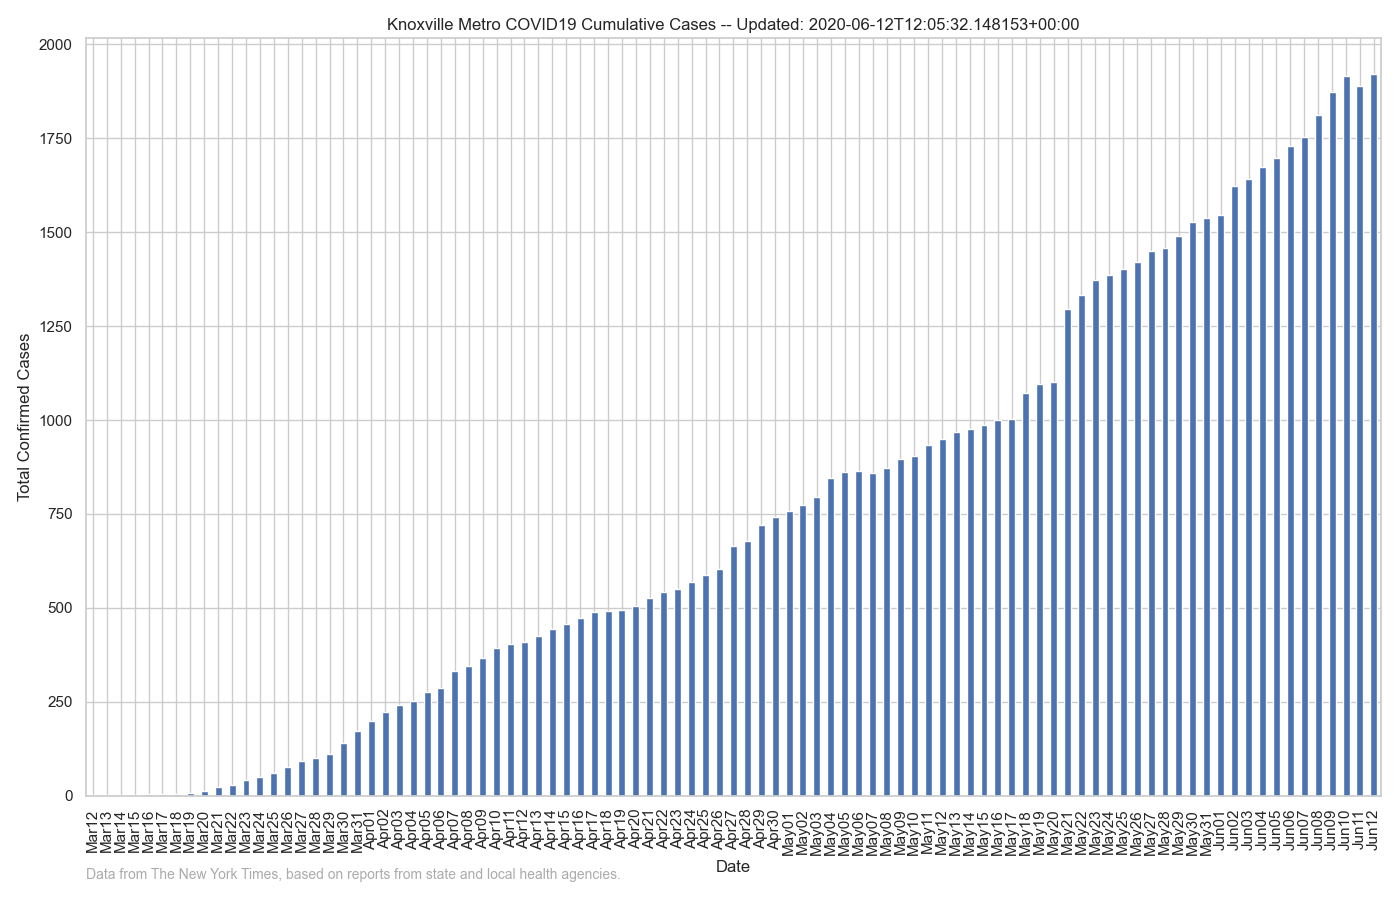 Knoxville Metro COVID19 Cumulative Cases -- Updated: 2020-06-12T12:05:32.148153+00:00
2000
1750
1500
1250
1000
750
500
250
0
Total Confirmed Cases
Mar12
Mar13
Mar14
Mar15
Mar16
Mar17
Mar18
Mar19
Mar20
Mar21
Mar22
Mar23
Mar24
Mar25
Mar26
Mar27
Mar28
Mar29
Mar30
Mar31
Apr01
Apr02
Apr03
Apr04
Apr05
Apr06
Apr07
Apr08
Apr09
Apr10
Apr11
Apr12
Apr13
Apr14
Apr15
Apr16
Apr17
Apr18
Apr19
Apr20
Apr21
Apr22
Apr23
Apr24
Apr25
Apr26
Apr27
Apr28
Apr29
Apr30
May01
May02
May03
May04
May05
May06
May07
May08
May09
May10
May11
May12
May13
May14
May15
May16
May17
May18
May19
May20
May21
May22
May23
May24
May25
May26
May27
May28
May29
May30
May31
Jun01
Jun02
Jun03
Jun04
Jun05
Jun06
Jun07
Jun08
Jun09
Jun10
Jun11
Jun12
Date
Data from The New York Times, based on reports from state and local health agencies.